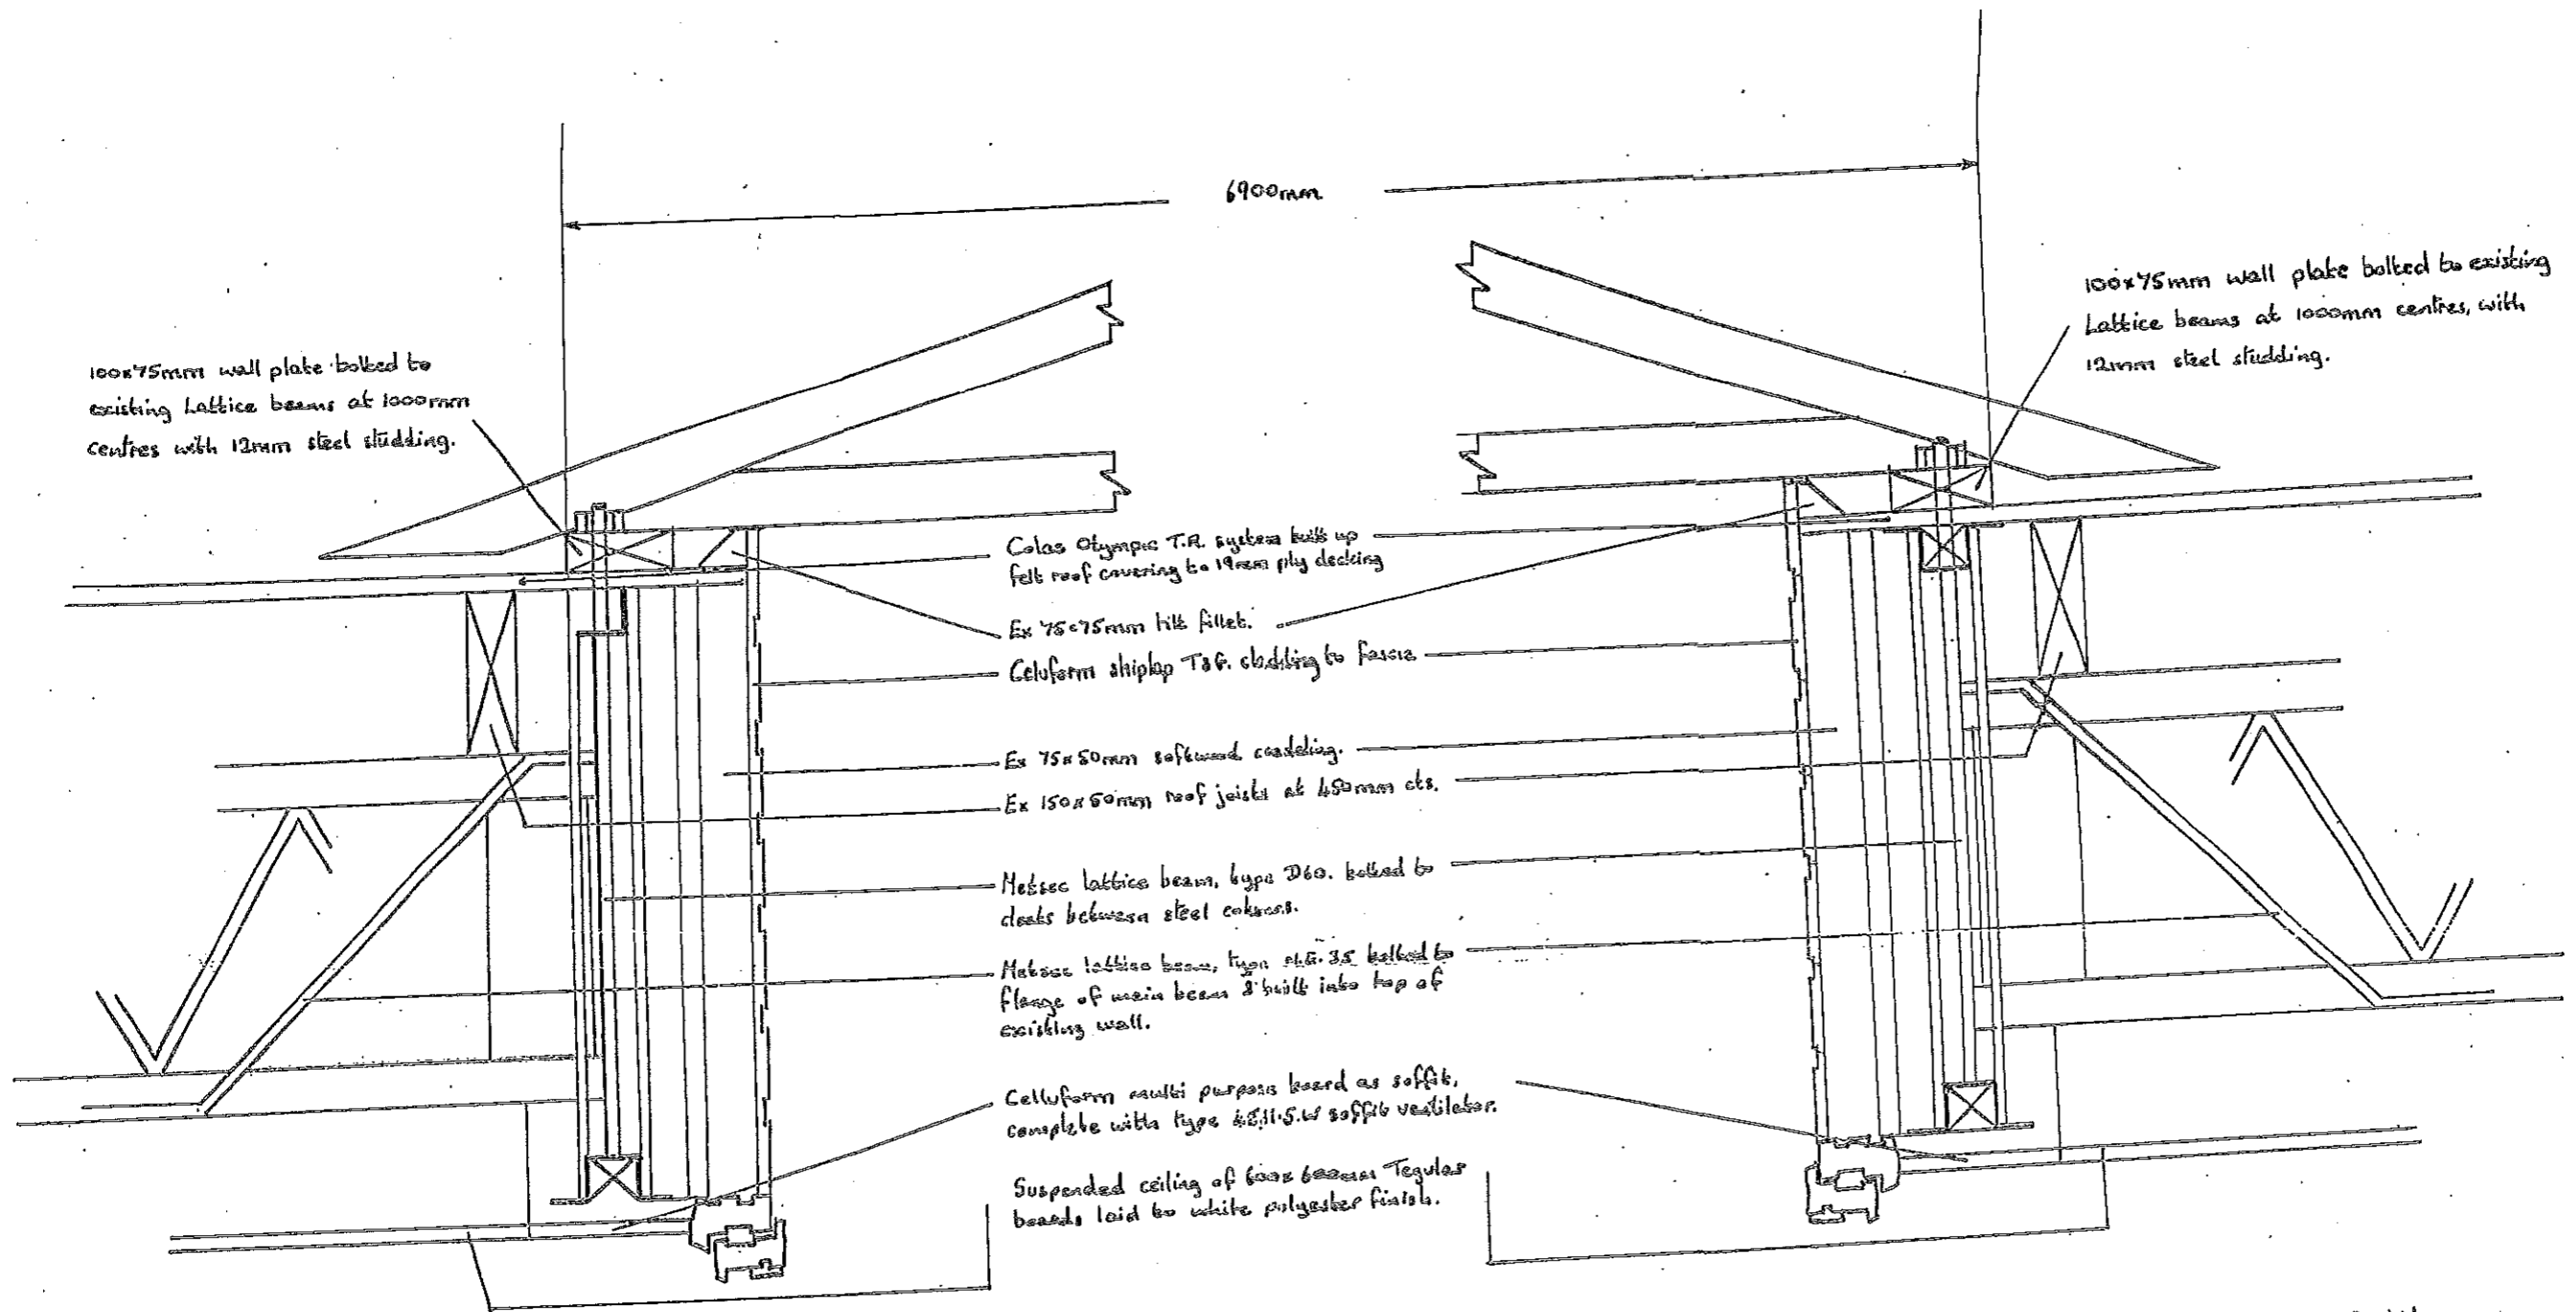 6900mm.
100x75mm wall plate bolted to
existing Lattice beams at 1000mm
centres with 12mm steel studding.
100x75mm wall plate bolted to existing
Lattice beams at 1000mm centres, with
12mm steel studding.
Colas Olympic T.R. system built up
felt roof covering to 19mm ply decking
Ex 75x75mm tilt fillet.
Celuform shiplap T&G. cladding to fascia
Ex 75x50mm softwood
Ex 150x50mm roof joists at 450mm cts.
Metsec lattice beam, type D60. bolted to
cleats between steel columns.
Metsec lattice beam, type bolted to
flange of main beam & built into top of
existing wall.
Celluform multi purpose board as soffit,
complete with type soffit ventilator.
Suspended ceiling of 600x600mm Tegular
boards laid to white polyester finish.